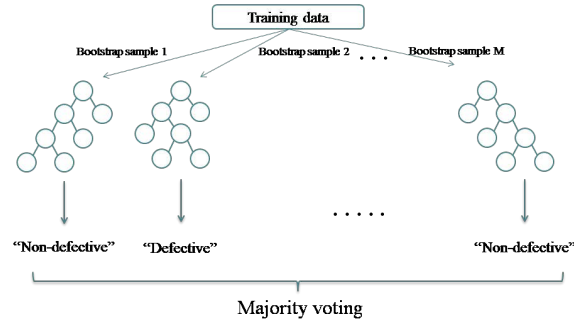 Training data
Bootstrap sample 1
Bootstrap sample 2
. . .
Bootstrap sample M
. . . . .
“Non-defective”
“Defective”
“Non-defective”
Majority voting